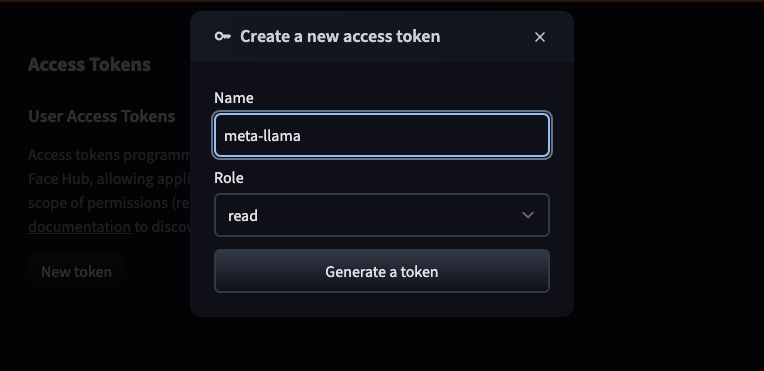 Create a new access token
Access Tokens
Name
User Access Tokens
meta-llama
Access tokens programm
Face Hub, allowing appli
Role
scope of permissions (re
read
documentation to discov
New token
Generate a token